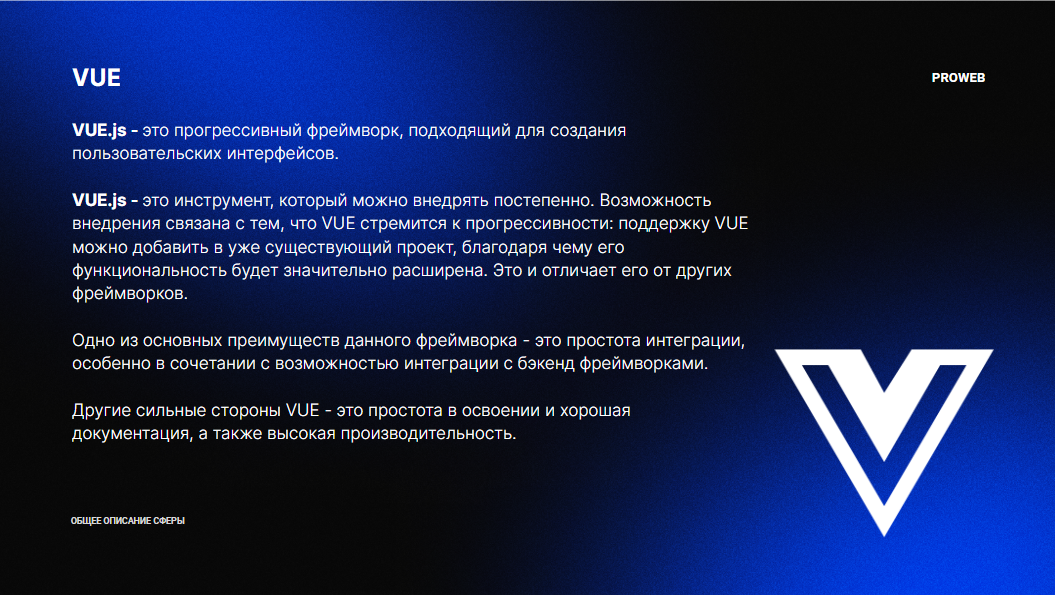 VUE
PROWEB
VUE.js - это прогрессивный фреймворк, подходящий для создания
пользовательских интерфейсов.
VUE.js - это инструмент, который можно внедрять постепенно. Возможность
внедрения связана с тем, что VUE стремится к прогрессивности: поддержку VUE
можно добавить в уже существующий проект, благодаря чему его
функциональность будет значительно расширена. Это и отличает его от других
фреймворков.
Одно из основных преимуществ данного фреймворка - это простота интеграции,
особенно в сочетании с возможностью интеграции с бэкенд фреймворками.
Другие сильные стороны VUE - это простота в освоении и хорошая
документация, а также высокая производительность.
ОБЩЕЕ ОПИСАНИЕ СФЕРЫ